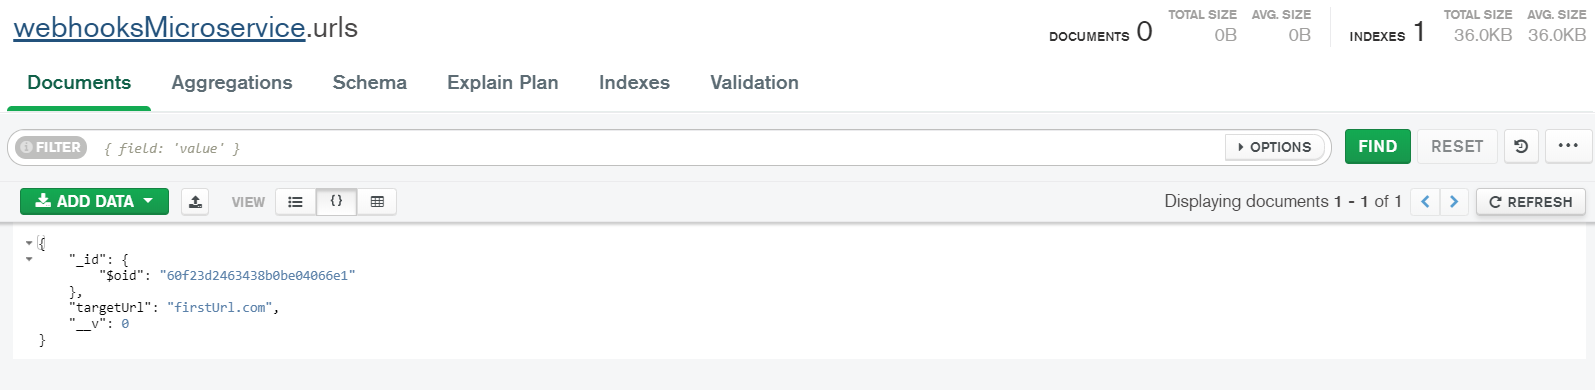 webhooksMicroservice.urls
DOCUMENTS 0 TOTAL SIZE 0B AVG. SIZE 0B INDEXES 1 TOTAL SIZE 36.0KB AVG. SIZE 36.0KB
Documents Aggregations Schema Explain Plan Indexes Validation
FILTER { field: 'value' } OPTIONS FIND RESET
ADD DATA VIEW {} Displaying documents 1 - 1 of 1 < > REFRESH
{
"_id": {
"$oid": "60f23d2463438b0be04066e1"
},
"targetUrl": "firstUrl.com",
"__v": 0
}